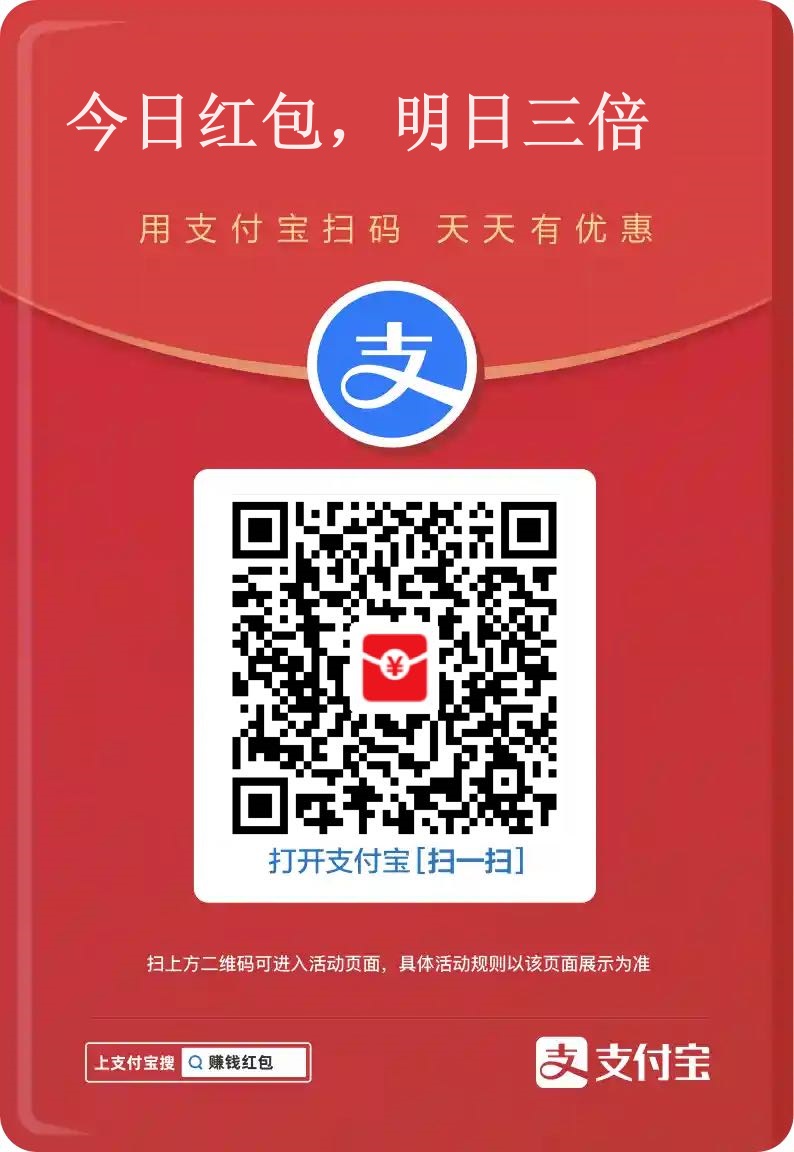 今日红包，明日三倍
用支付宝扫码 天天有优惠
支
¥
打开支付宝[扫一扫]
扫上方二维码可进入活动页面，具体活动规则以该页面展示为准
上支付宝搜 赚钱红包
支 支付宝